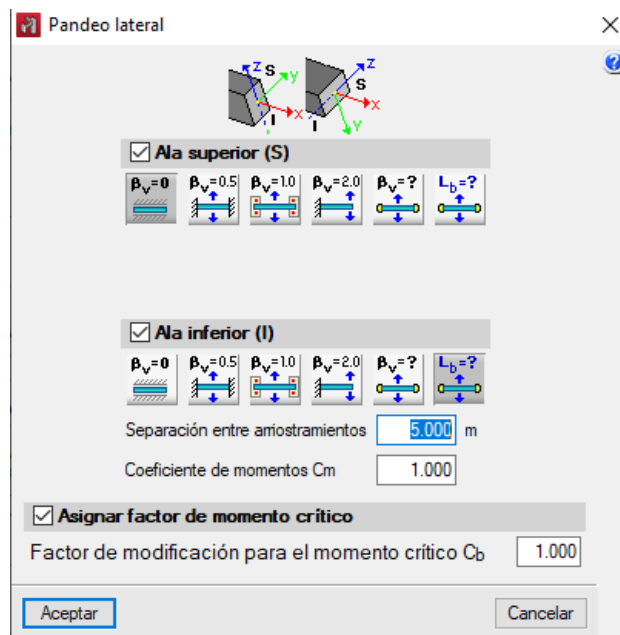 Pandeo lateral
z S y x I
z S x I Y
Ala superior (S)
βv=0 βv=0.5 βv=1.0 βv=2.0 βv=? Lb=?
Ala inferior (I)
βv=0 βv=0.5 βv=1.0 βv=2.0 βv=? Lb=?
Separación entre arriostramientos 5.000 m
Coeficiente de momentos Cm 1.000
Asignar factor de momento crítico
Factor de modificación para el momento crítico Cb 1.000
Aceptar Cancelar